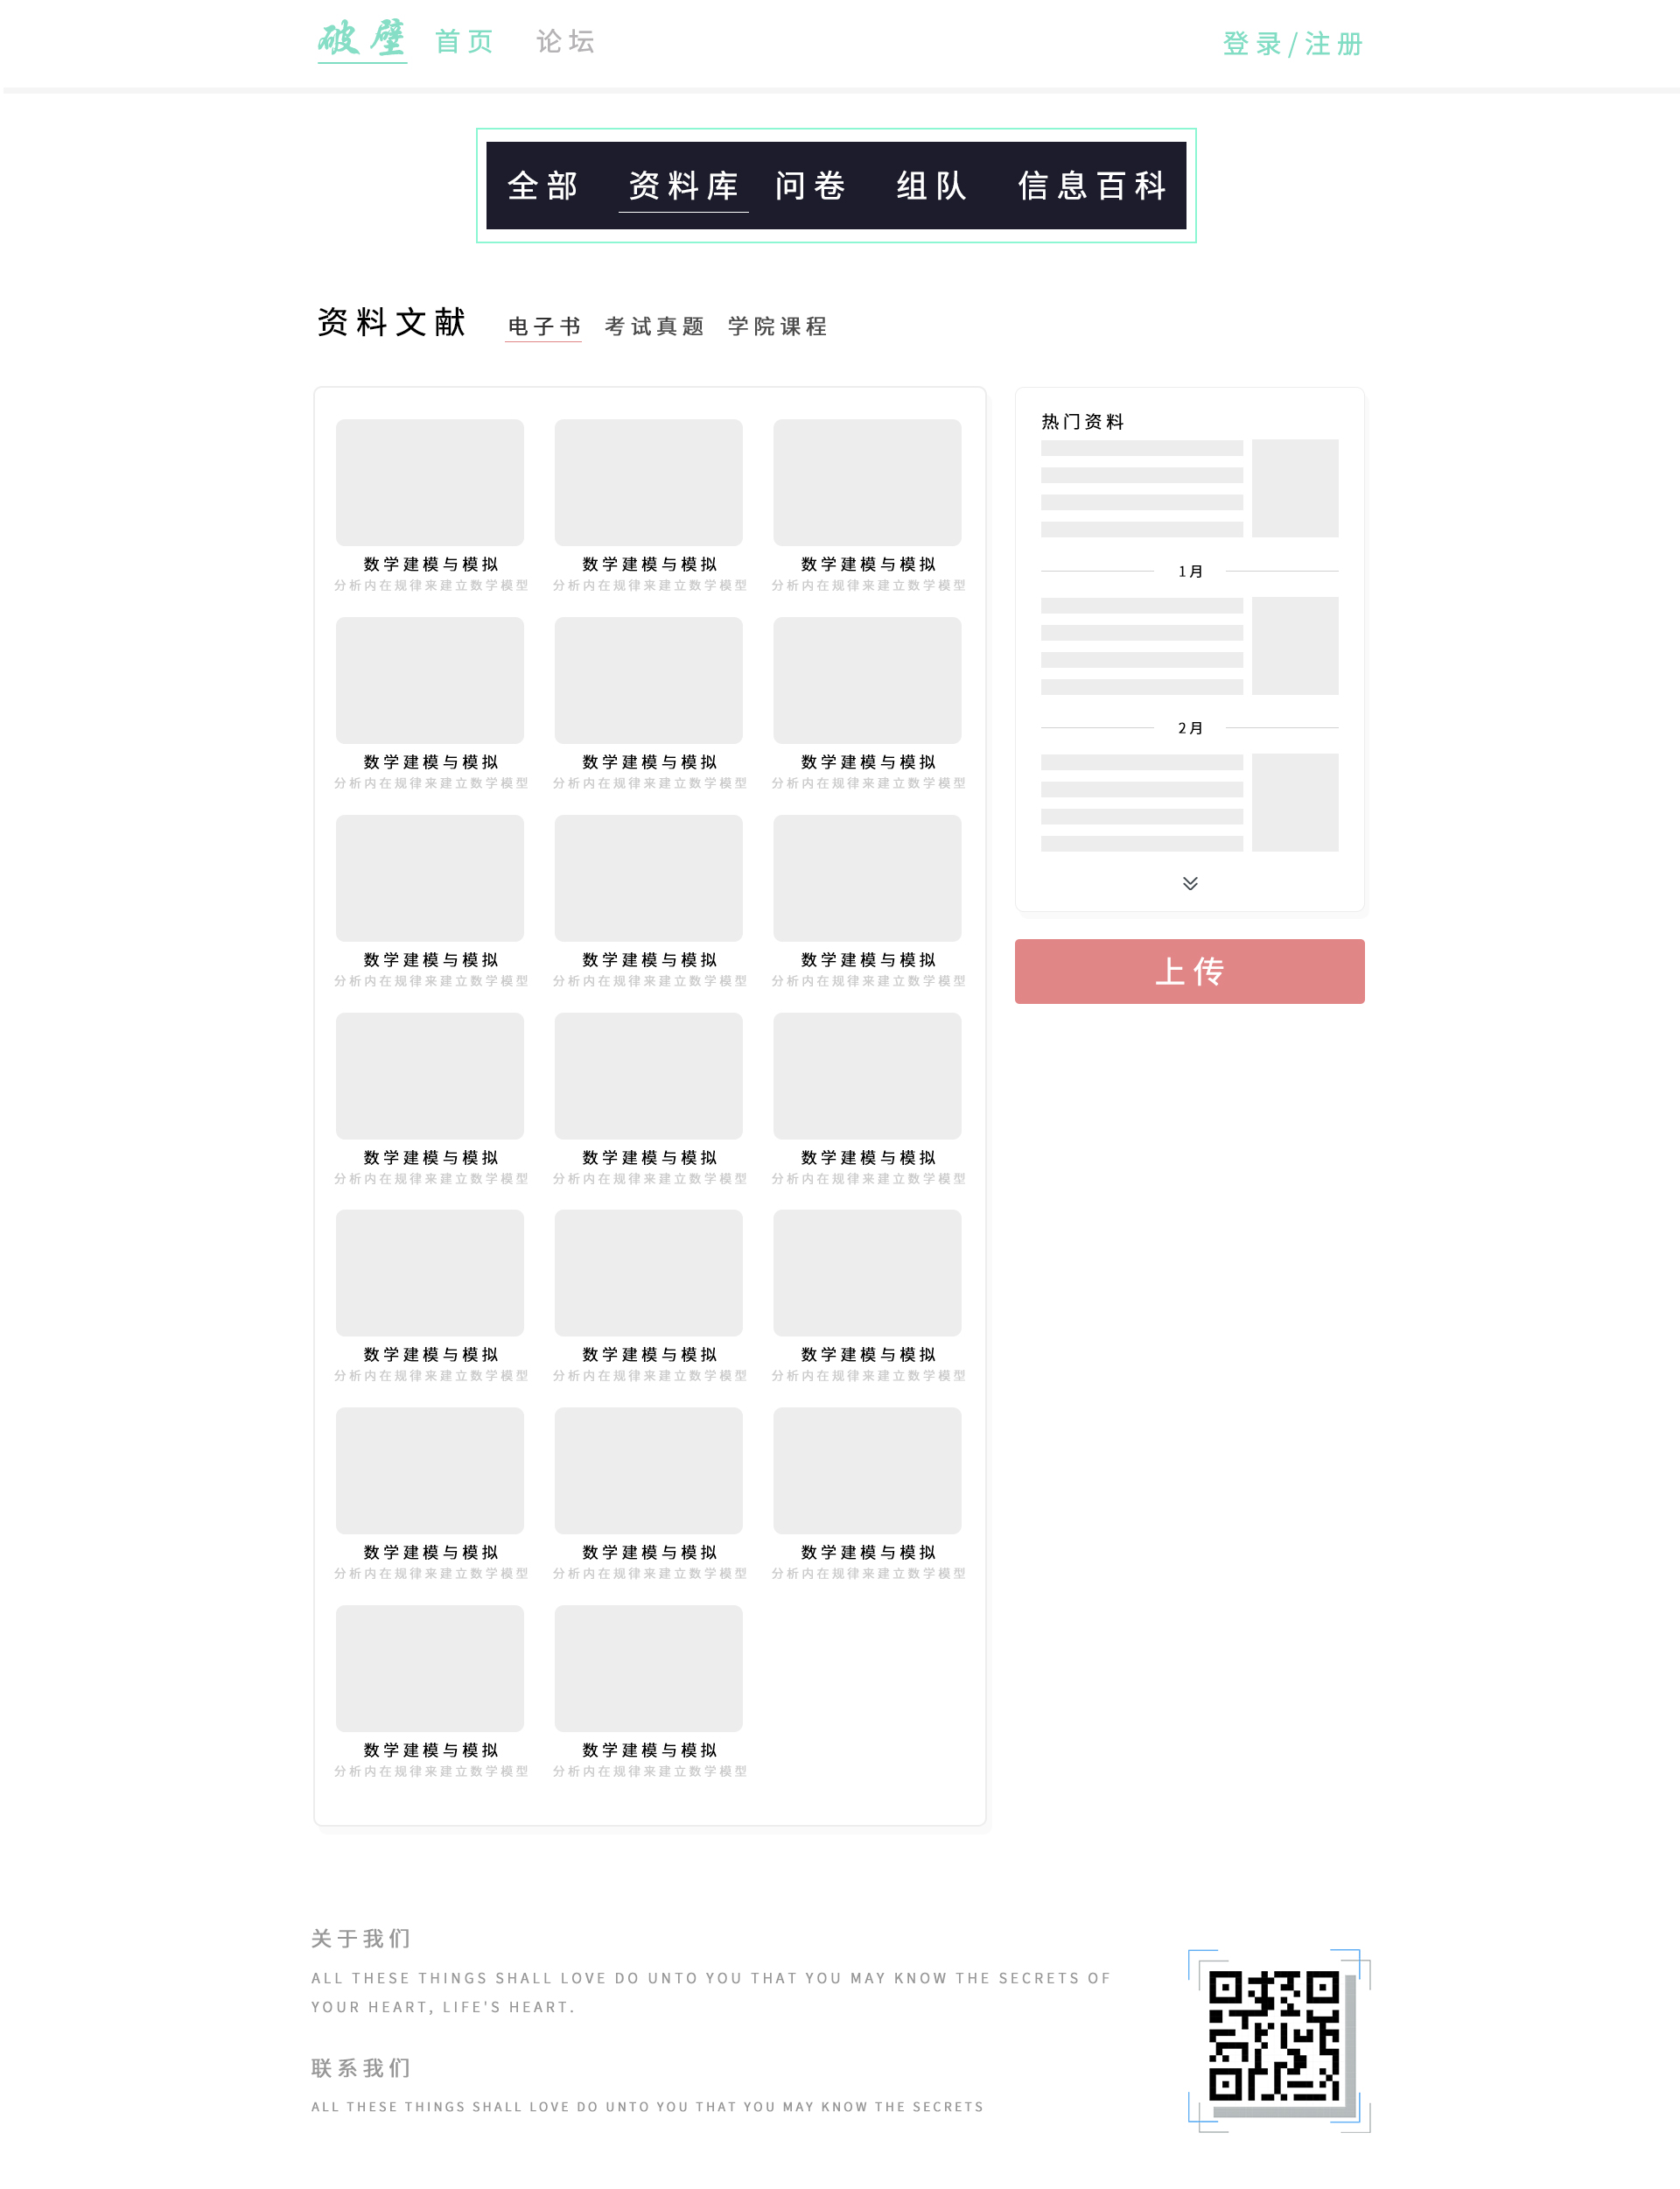 破壁 首页 论坛 登录/注册
全部 资料库 问卷 组队 信息百科
资料文献 电子书 考试真题 学院课程
数学建模与模拟 数学建模与模拟 数学建模与模拟
分析内在规律来建立数学模型 分析内在规律来建立数学模型 分析内在规律来建立数学模型
数学建模与模拟 数学建模与模拟 数学建模与模拟
分析内在规律来建立数学模型 分析内在规律来建立数学模型 分析内在规律来建立数学模型
数学建模与模拟 数学建模与模拟 数学建模与模拟
分析内在规律来建立数学模型 分析内在规律来建立数学模型 分析内在规律来建立数学模型
数学建模与模拟 数学建模与模拟 数学建模与模拟
分析内在规律来建立数学模型 分析内在规律来建立数学模型 分析内在规律来建立数学模型
数学建模与模拟 数学建模与模拟 数学建模与模拟
分析内在规律来建立数学模型 分析内在规律来建立数学模型 分析内在规律来建立数学模型
数学建模与模拟 数学建模与模拟 数学建模与模拟
分析内在规律来建立数学模型 分析内在规律来建立数学模型 分析内在规律来建立数学模型
数学建模与模拟 数学建模与模拟
分析内在规律来建立数学模型 分析内在规律来建立数学模型
热门资料
1月
2月
上传
关于我们
ALL THESE THINGS SHALL LOVE DO UNTO YOU THAT YOU MAY KNOW THE SECRETS OF
YOUR HEART, LIFE'S HEART.
联系我们
ALL THESE THINGS SHALL LOVE DO UNTO YOU THAT YOU MAY KNOW THE SECRETS